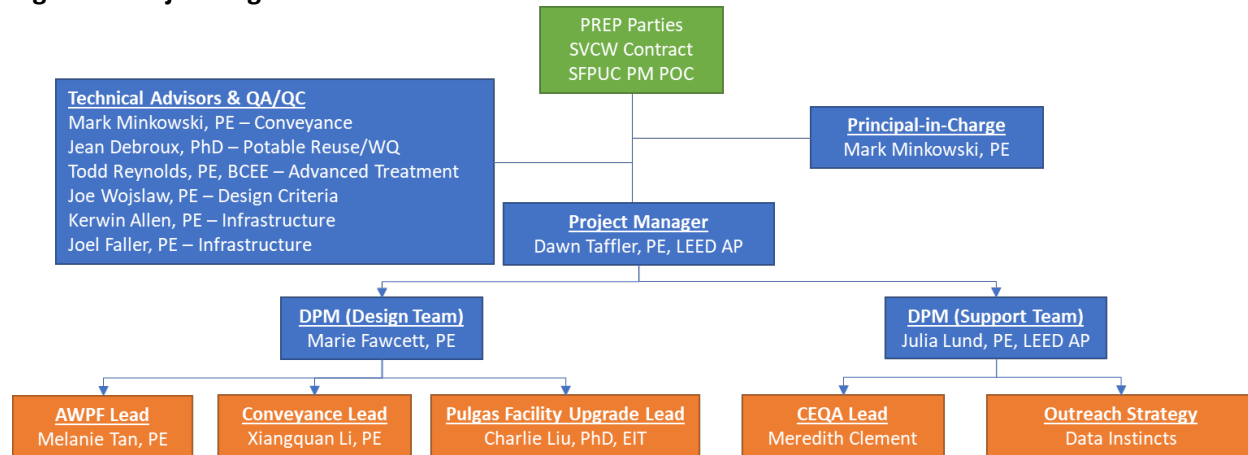 PREP Parties
SVCW Contract
SFPUC PM POC
Technical Advisors & QA/QC
Mark Minkowski, PE – Conveyance
Jean Debroux, PhD – Potable Reuse/WQ
Todd Reynolds, PE, BCEE – Advanced Treatment
Joe Wojslaw, PE – Design Criteria
Kerwin Allen, PE – Infrastructure
Joel Faller, PE – Infrastructure
Principal-in-Charge
Mark Minkowski, PE
Project Manager
Dawn Taffler, PE, LEED AP
DPM (Design Team)
Marie Fawcett, PE
DPM (Support Team)
Julia Lund, PE, LEED AP
AWPF Lead
Melanie Tan, PE
Conveyance Lead
Xiangquan Li, PE
Pulgas Facility Upgrade Lead
Charlie Liu, PhD, EIT
CEQA Lead
Meredith Clement
Outreach Strategy
Data Instincts